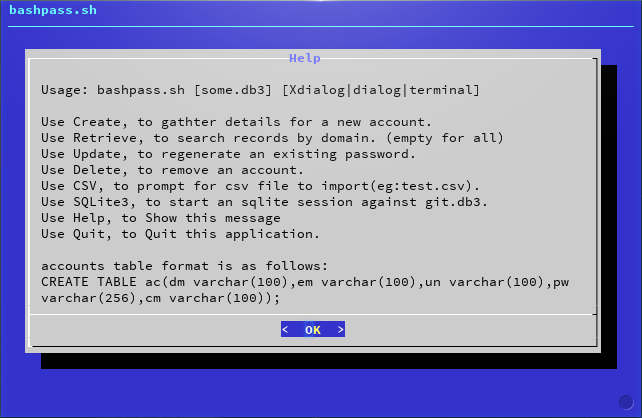 bashpass.sh
Help
Usage: bashpass.sh [some.db3] [Xdialog|dialog|terminal]
Use Create, to gathter details for a new account.
Use Retrieve, to search records by domain. (empty for all)
Use Update, to regenerate an existing password.
Use Delete, to remove an account.
Use CSV, to prompt for csv file to import(eg:test.csv).
Use SQLite3, to start an sqlite session against git.db3.
Use Help, to Show this message
Use Quit, to Quit this application.
accounts table format is as follows:
CREATE TABLE ac(dm varchar(100),em varchar(100),un varchar(100),pw
varchar(256),cm varchar(100));
< OK >